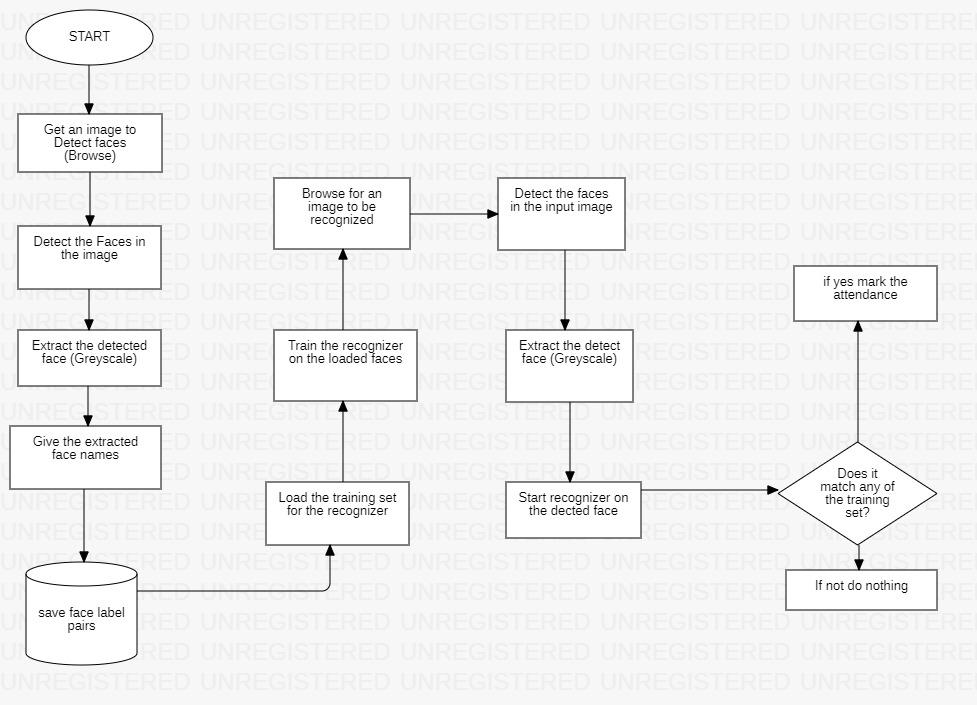 START
Get an image to
Detect faces
(Browse)
Detect the Faces in
the image
Extract the detected
face (Greyscale)
Give the extracted
face names
save face label
pairs
Load the training set
for the recognizer
Train the recognizer
on the loaded faces
Browse for an
image to be
recognized
Detect the faces
in the input image
Extract the detect
face (Greyscale)
Start recognizer on
the dected face
Does it
match any of
the training
set?
if yes mark the
attendance
If not do nothing
UNREGISTERED